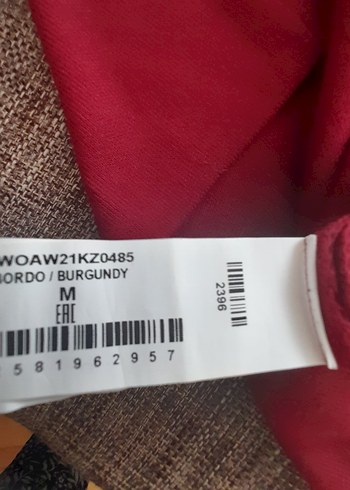 WOAW21KZ0485
BORDO / BURGUNDY
M
EAC
581962957
2396